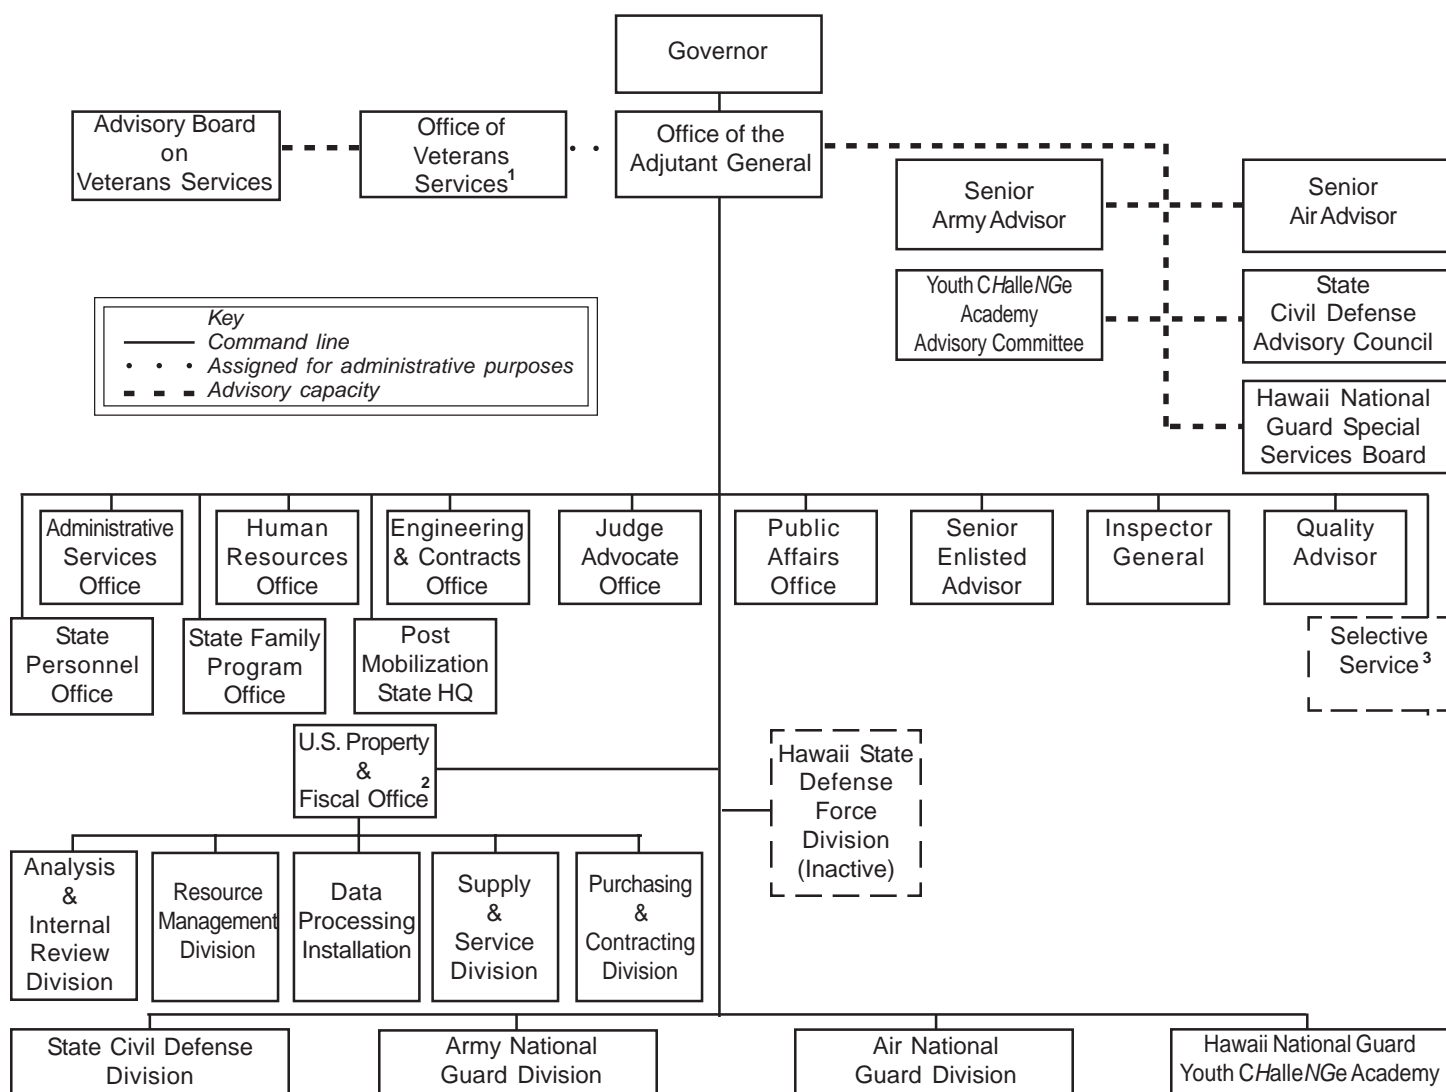 Governor
Advisory Board
on
Veterans Services
Office of
Veterans
Services1
Office of the
Adjutant General
Senior
Army Advisor
Senior
Air Advisor
Youth CHalleNGe
Academy
Advisory Committee
State
Civil Defense
Advisory Council
Hawaii National
Guard Special
Services Board
Key
Command line
Assigned for administrative purposes
Advisory capacity
Administrative
Services
Office
Human
Resources
Office
Engineering
& Contracts
Office
Judge
Advocate
Office
Public
Affairs
Office
Senior
Enlisted
Advisor
Inspector
General
Quality
Advisor
State
Personnel
Office
State Family
Program
Office
Post
Mobilization
State HQ
Selective
Service3
U.S. Property
&
Fiscal Office2
Hawaii State
Defense
Force
Division
(Inactive)
Analysis
&
Internal
Review
Division
Resource
Management
Division
Data
Processing
Installation
Supply
&
Service
Division
Purchasing
&
Contracting
Division
State Civil Defense
Division
Army National
Guard Division
Air National
Guard Division
Hawaii National Guard
Youth CHalleNGe Academy